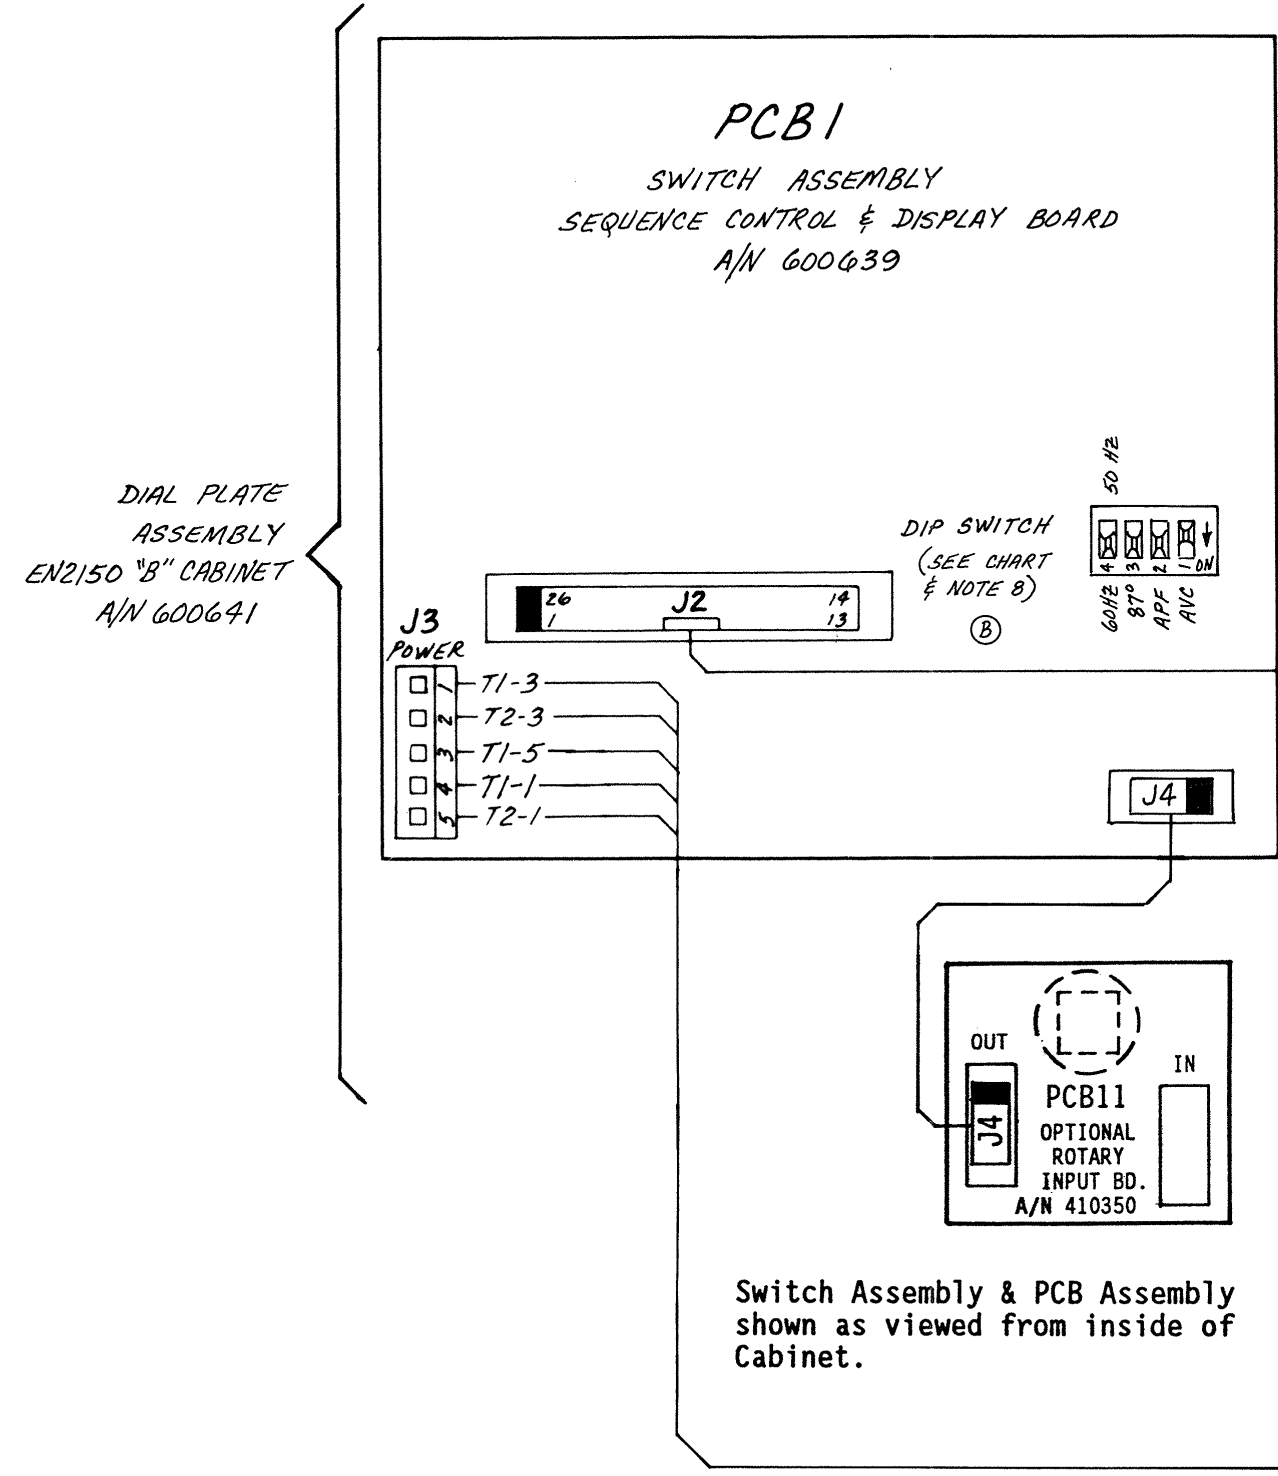 PCB1
SWITCH ASSEMBLY
SEQUENCE CONTROL & DISPLAY BOARD
A/N 600639
DIAL PLATE
ASSEMBLY
EN2150 "B" CABINET
A/N 600641
50 HZ
DIP SWITCH
(SEE CHART
& NOTE 8)
B
4 3 2 1 ON
60HZ
87°
APF
AVC
26 J2 14
1 13
J3
POWER
1 T1-3
2 T2-3
3 T1-5
4 T1-1
5 T2-1
J4
OUT
IN
J4
PCB11
OPTIONAL
ROTARY
INPUT BD.
A/N 410350
Switch Assembly & PCB Assembly
shown as viewed from inside of
Cabinet.